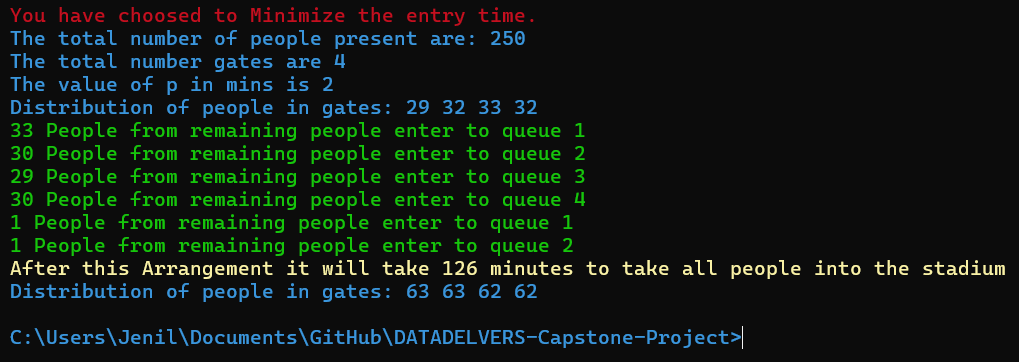 You have choosed to Minimize the entry time.
The total number of people present are: 250
The total number gates are 4
The value of p in mins is 2
Distribution of people in gates: 29 32 33 32
33 People from remaining people enter to queue 1
30 People from remaining people enter to queue 2
29 People from remaining people enter to queue 3
30 People from remaining people enter to queue 4
1 People from remaining people enter to queue 1
1 People from remaining people enter to queue 2
After this Arrangement it will take 126 minutes to take all people into the stadium
Distribution of people in gates: 63 63 62 62
C:\Users\Jenil\Documents\GitHub\DATADELVERS-Capstone-Project>